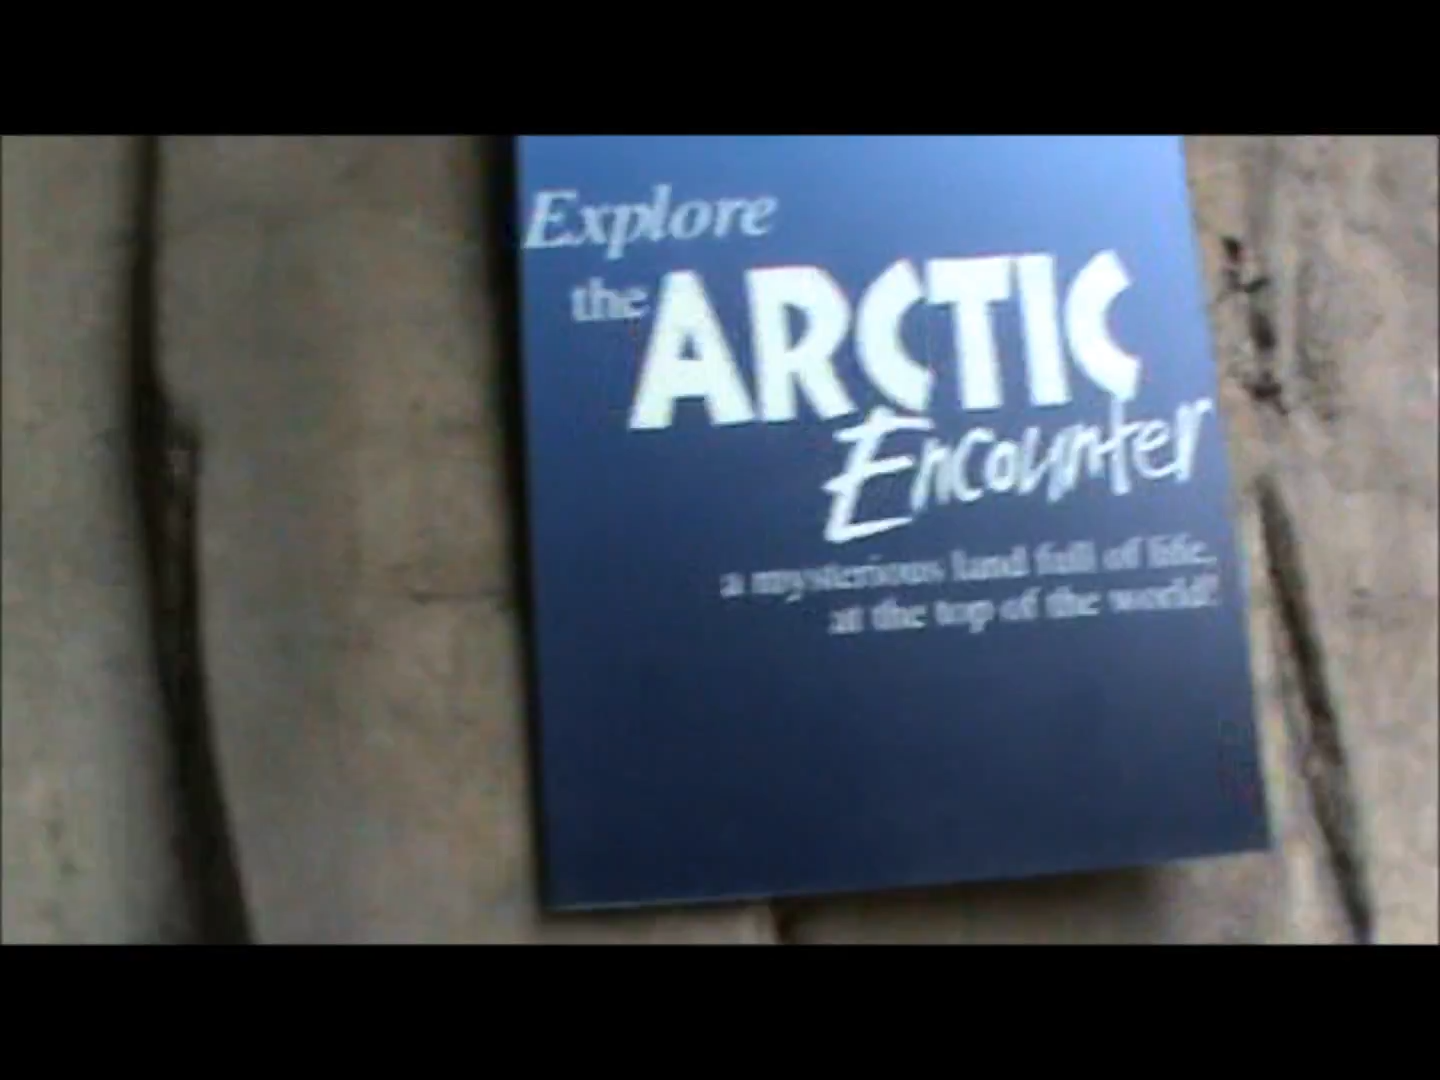 Explore
the ARCTIC
Encounter
a mysterious land full of life,
at the top of the world!